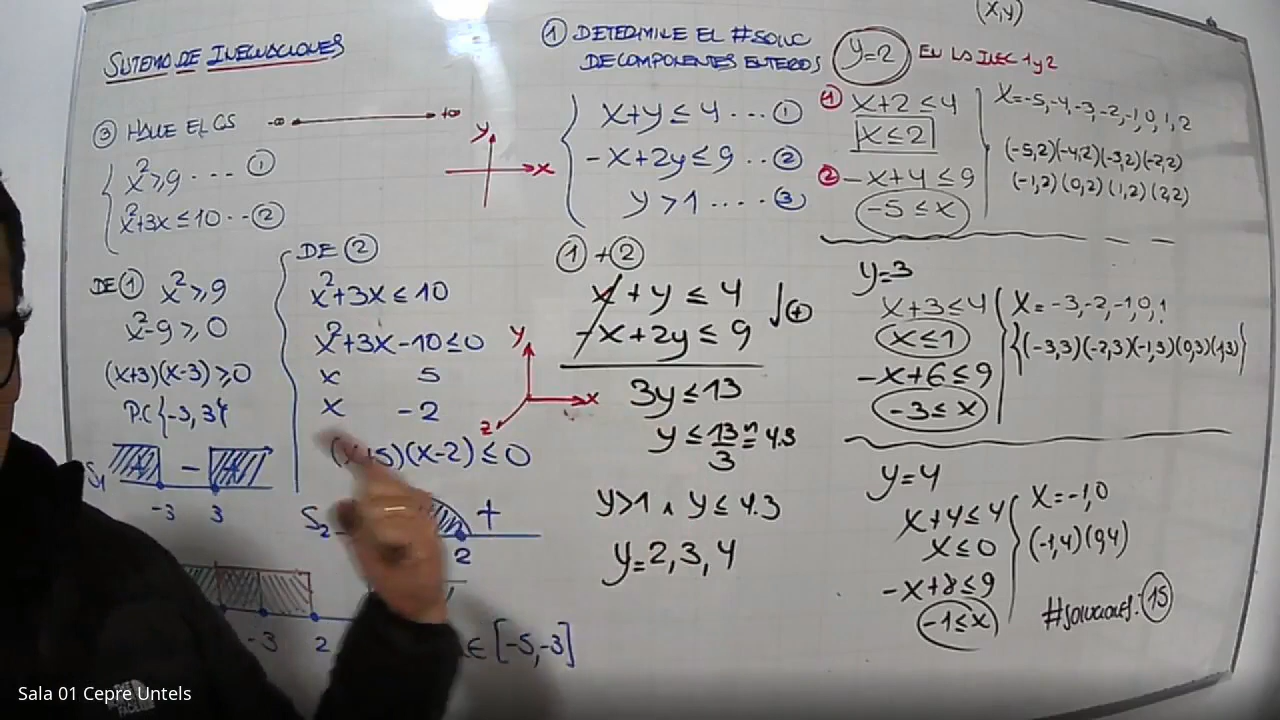 SISTEMA DE INECUACIONES
③ HALLE EL CS
-∞ +∞
x²≥9 .... ①
x²+3x ≤ 10 .. ②
y
x
DE ① x²≥9
x²-9≥0
(x+3)(x-3)≥0
P.C {-3, 3}
S₁ −
-3 3
DE ②
x²+3x ≤ 10
x²+3x-10≤0
x 5
x -2
(x+5)(x-2) ≤ 0
S₂ +
2
-3 2
∈ [-5,-3]
y
x
z
① DETERMINE EL #SOLUC
DE COMPONENTES ENTEROS
x+y ≤ 4 ... ①
-x+2y ≤ 9 .. ②
y > 1 .... ③
① + ②
x+y ≤ 4
-x+2y ≤ 9
(+)
3y ≤ 13
y ≤ 13/3 ≈ 4.3
y>1 ∧ y ≤ 4.3
y=2,3,4
(x,y)
y=2 EN LA INEC 1 y 2
① x+2 ≤ 4
x ≤ 2
② -x+4 ≤ 9
-5 ≤ x
x=-5,-4,-3,-2,-1,0,1,2
(-5,2)(-4,2)(-3,2)(-2,2)
(-1,2)(0,2)(1,2)(2,2)
y=3
x+3 ≤ 4
x ≤ 1
-x+6 ≤ 9
-3 ≤ x
x=-3,-2,-1,0,1
{(-3,3)(-2,3)(-1,3)(0,3)(1,3)}
y=4
x+4 ≤ 4
x ≤ 0
-x+8 ≤ 9
-1 ≤ x
x=-1,0
(-1,4)(0,4)
#SOLUCIONES: 15
Sala 01 Cepre Untels